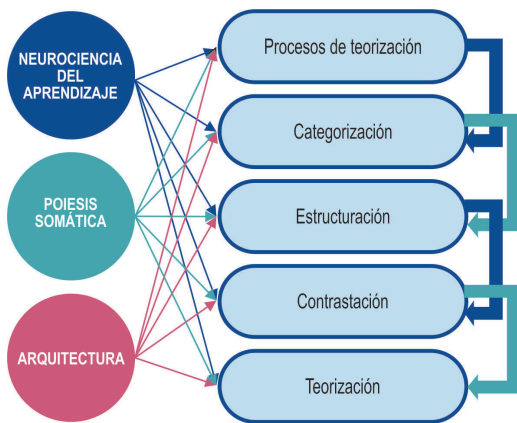 NEUROCIENCIA
DEL
APRENDIZAJE
POIESIS
SOMÁTICA
ARQUITECTURA
Procesos de teorización
Categorización
Estructuración
Contrastación
Teorización